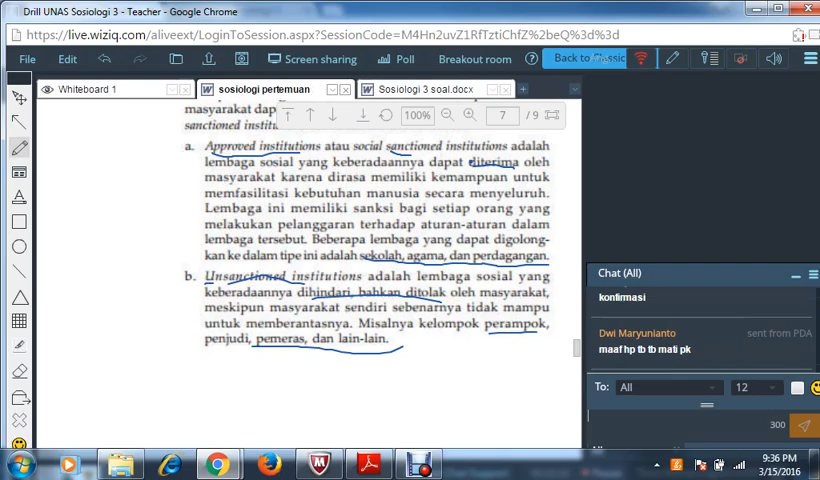 Drill UNAS Sosiologi 3 - Teacher - Google Chrome
https://live.wiziq.com/aliveext/LoginToSession.aspx?SessionCode=M4Hn2uvZ1RfTztiChfZ%2beQ%3d%3d
File Edit Screen sharing Poll Breakout room Back to Classic
Whiteboard 1 sosiologi pertemuan Sosiologi 3 soal.docx
100% 7 / 9
masyarakat dap
sanctioned instit
a. Approved institutions atau social sanctioned institutions adalah
lembaga sosial yang keberadaannya dapat diterima oleh
masyarakat karena dirasa memiliki kemampuan untuk
memfasilitasi kebutuhan manusia secara menyeluruh.
Lembaga ini memiliki sanksi bagi setiap orang yang
melakukan pelanggaran terhadap aturan-aturan dalam
lembaga tersebut. Beberapa lembaga yang dapat digolong-
kan ke dalam tipe ini adalah sekolah, agama, dan perdagangan.
b. Unsanctioned institutions adalah lembaga sosial yang
keberadaannya dihindari, bahkan ditolak oleh masyarakat,
meskipun masyarakat sendiri sebenarnya tidak mampu
untuk memberantasnya. Misalnya kelompok perampok,
penjudi, pemeras, dan lain-lain.
Chat (All)
konfirmasi
Dwi Maryunianto sent from PDA
maaf hp tb tb mati pk
To: All 12
300
9:36 PM
3/15/2016